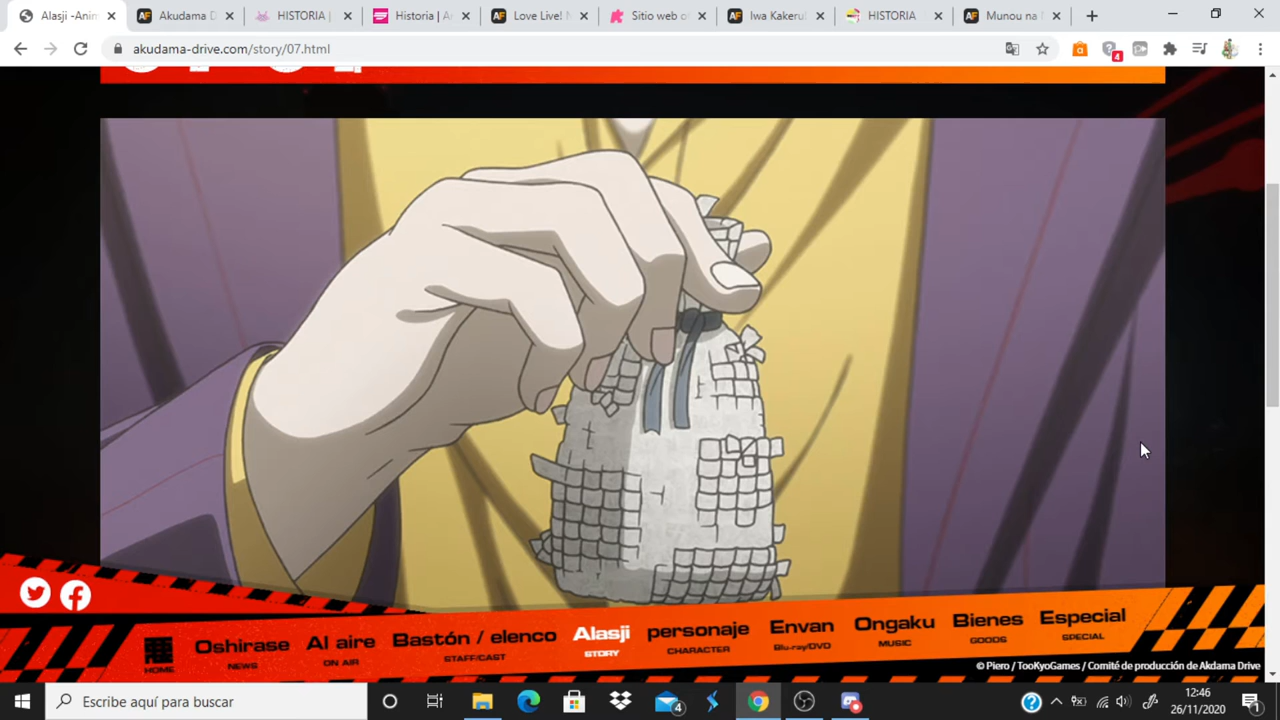 Alasji -Anim
Akudama D
HISTORIA |
Historia | A
Love Live! N
Sitio web o
Iwa Kakeru
HISTORIA
Munou na
akudama-drive.com/story/07.html
4
Oshirase
NEWS
Al aire
ON AIR
Bastón / elenco
STAFF/CAST
Alasji
STORY
personaje
CHARACTER
Envan
Blu-ray/DVD
Ongaku
MUSIC
Bienes
GOODS
Especial
SPECIAL
HOME
© Piero / TooKyoGames / Comité de producción de Akdama Drive
Escribe aquí para buscar
4
12:46
26/11/2020
1